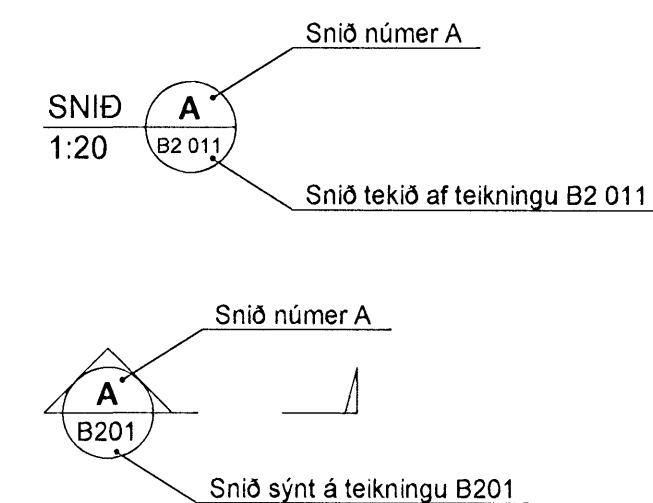 Snið númer A
SNIÐ
A
1:20
B2 011
Snið tekið af teikningu B2 011
Snið númer A
A
B201
Snið sýnt á teikningu B201